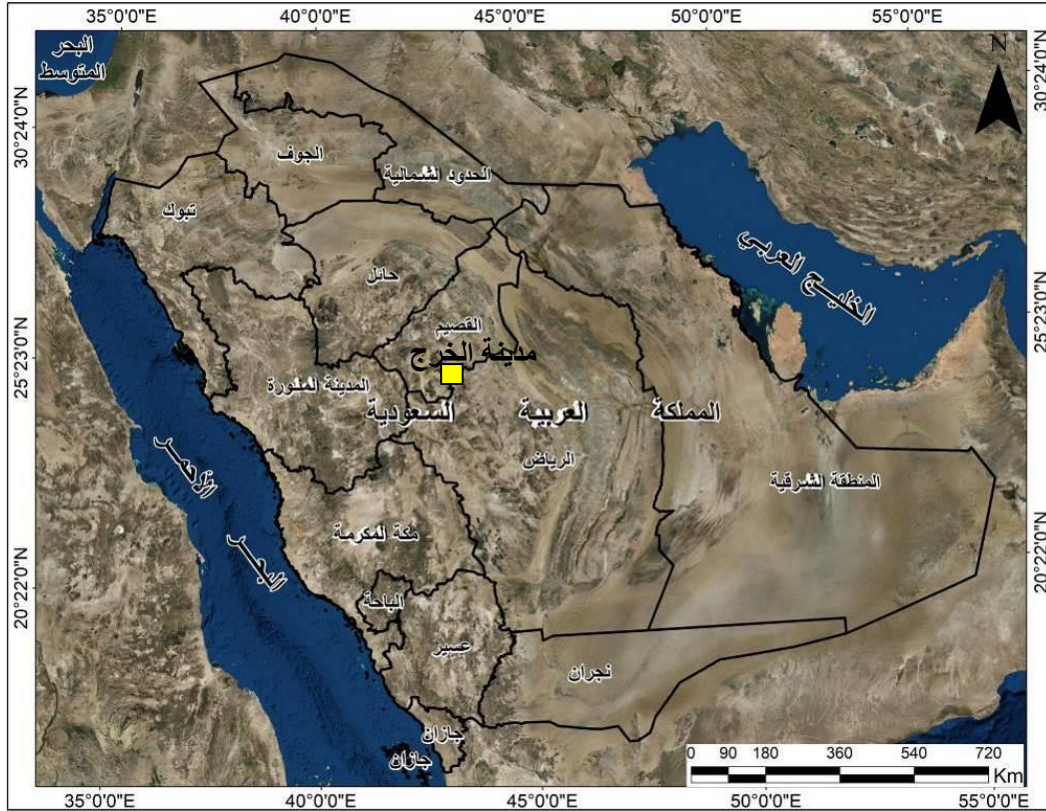 35°0'0"E 40°0'0"E 45°0'0"E 50°0'0"E 55°0'0"E
30°24'0"N
25°23'0"N
20°22'0"N
30°24'0"N
25°23'0"N
20°22'0"N
البحر
المتوسط
N
الجوف
الحدود لشمالية
تبوك
حائل
الخليج العربي
القصيم
مدينة الخرج
المدينة لمنورة
المملكة العربية السعودية
الرياض
المنطقة لشرقية
البحر الأحمر
مكة لمكرمة
الباحة
عسير
نجران
جازان
جازان
0 90 180 360 540 720
Km
35°0'0"E 40°0'0"E 45°0'0"E 50°0'0"E 55°0'0"E